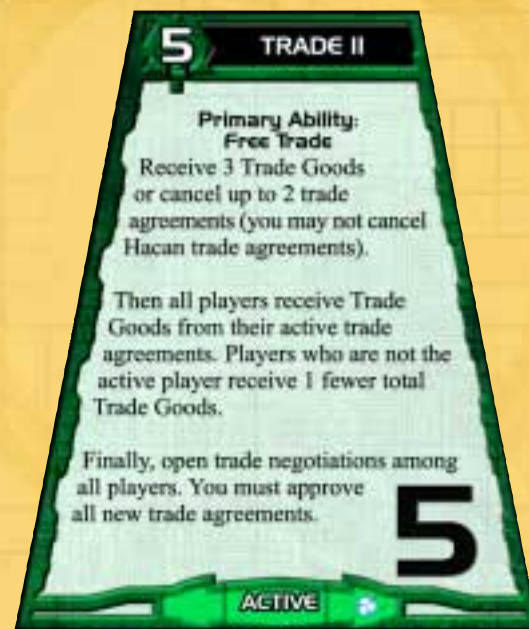 5 TRADE II
Primary Ability:
Free Trade
Receive 3 Trade Goods
or cancel up to 2 trade
agreements (you may not cancel
Hacan trade agreements).
Then all players receive Trade
Goods from their active trade
agreements. Players who are not the
active player receive 1 fewer total
Trade Goods.
Finally, open trade negotiations among
all players. You must approve
all new trade agreements.
5
ACTIVE